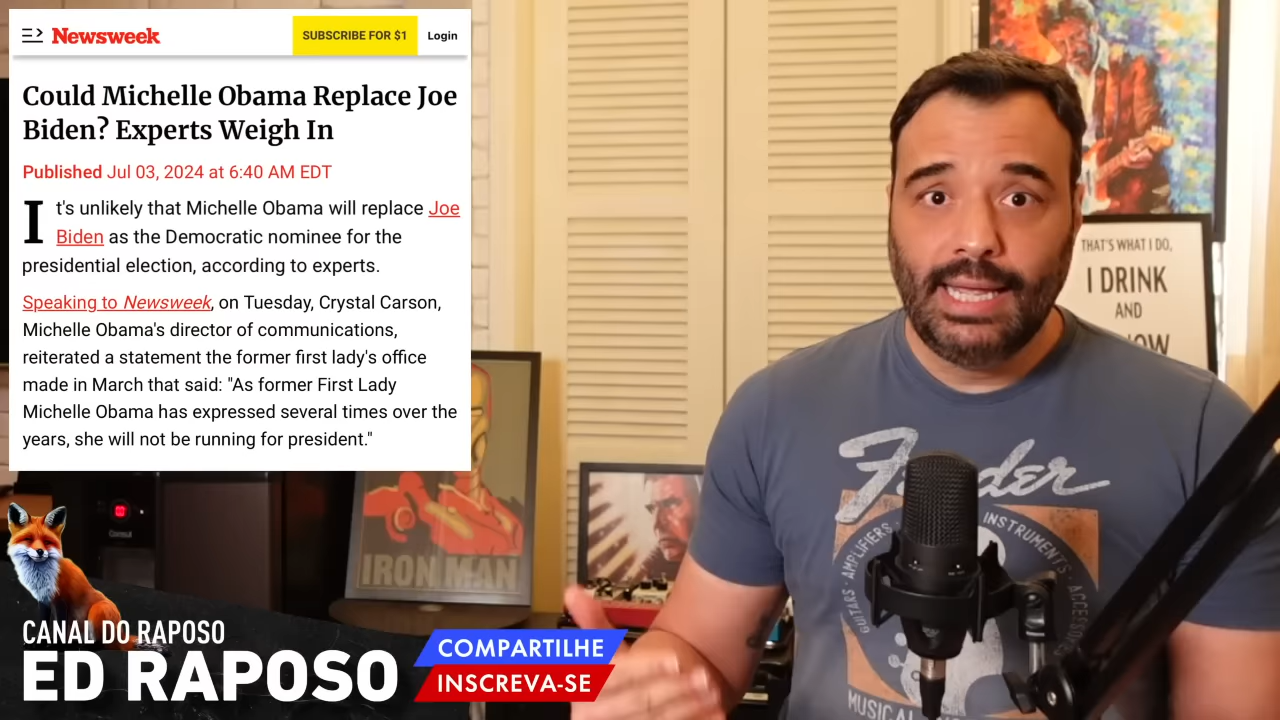 Newsweek
SUBSCRIBE FOR $1
Login
Could Michelle Obama Replace Joe
Biden? Experts Weigh In
Published Jul 03, 2024 at 6:40 AM EDT
It's unlikely that Michelle Obama will replace Joe
Biden as the Democratic nominee for the
presidential election, according to experts.
Speaking to Newsweek, on Tuesday, Crystal Carson,
Michelle Obama's director of communications,
reiterated a statement the former first lady's office
made in March that said: "As former First Lady
Michelle Obama has expressed several times over the
years, she will not be running for president."
THAT'S WHAT I DO,
I DRINK
AND
Fender
GUITARS · AMPLIFIERS ·
INSTRUMENTS ·
IRON MAN
Consul
CANAL DO RAPOSO
ED RAPOSO
COMPARTILHE
INSCREVA-SE